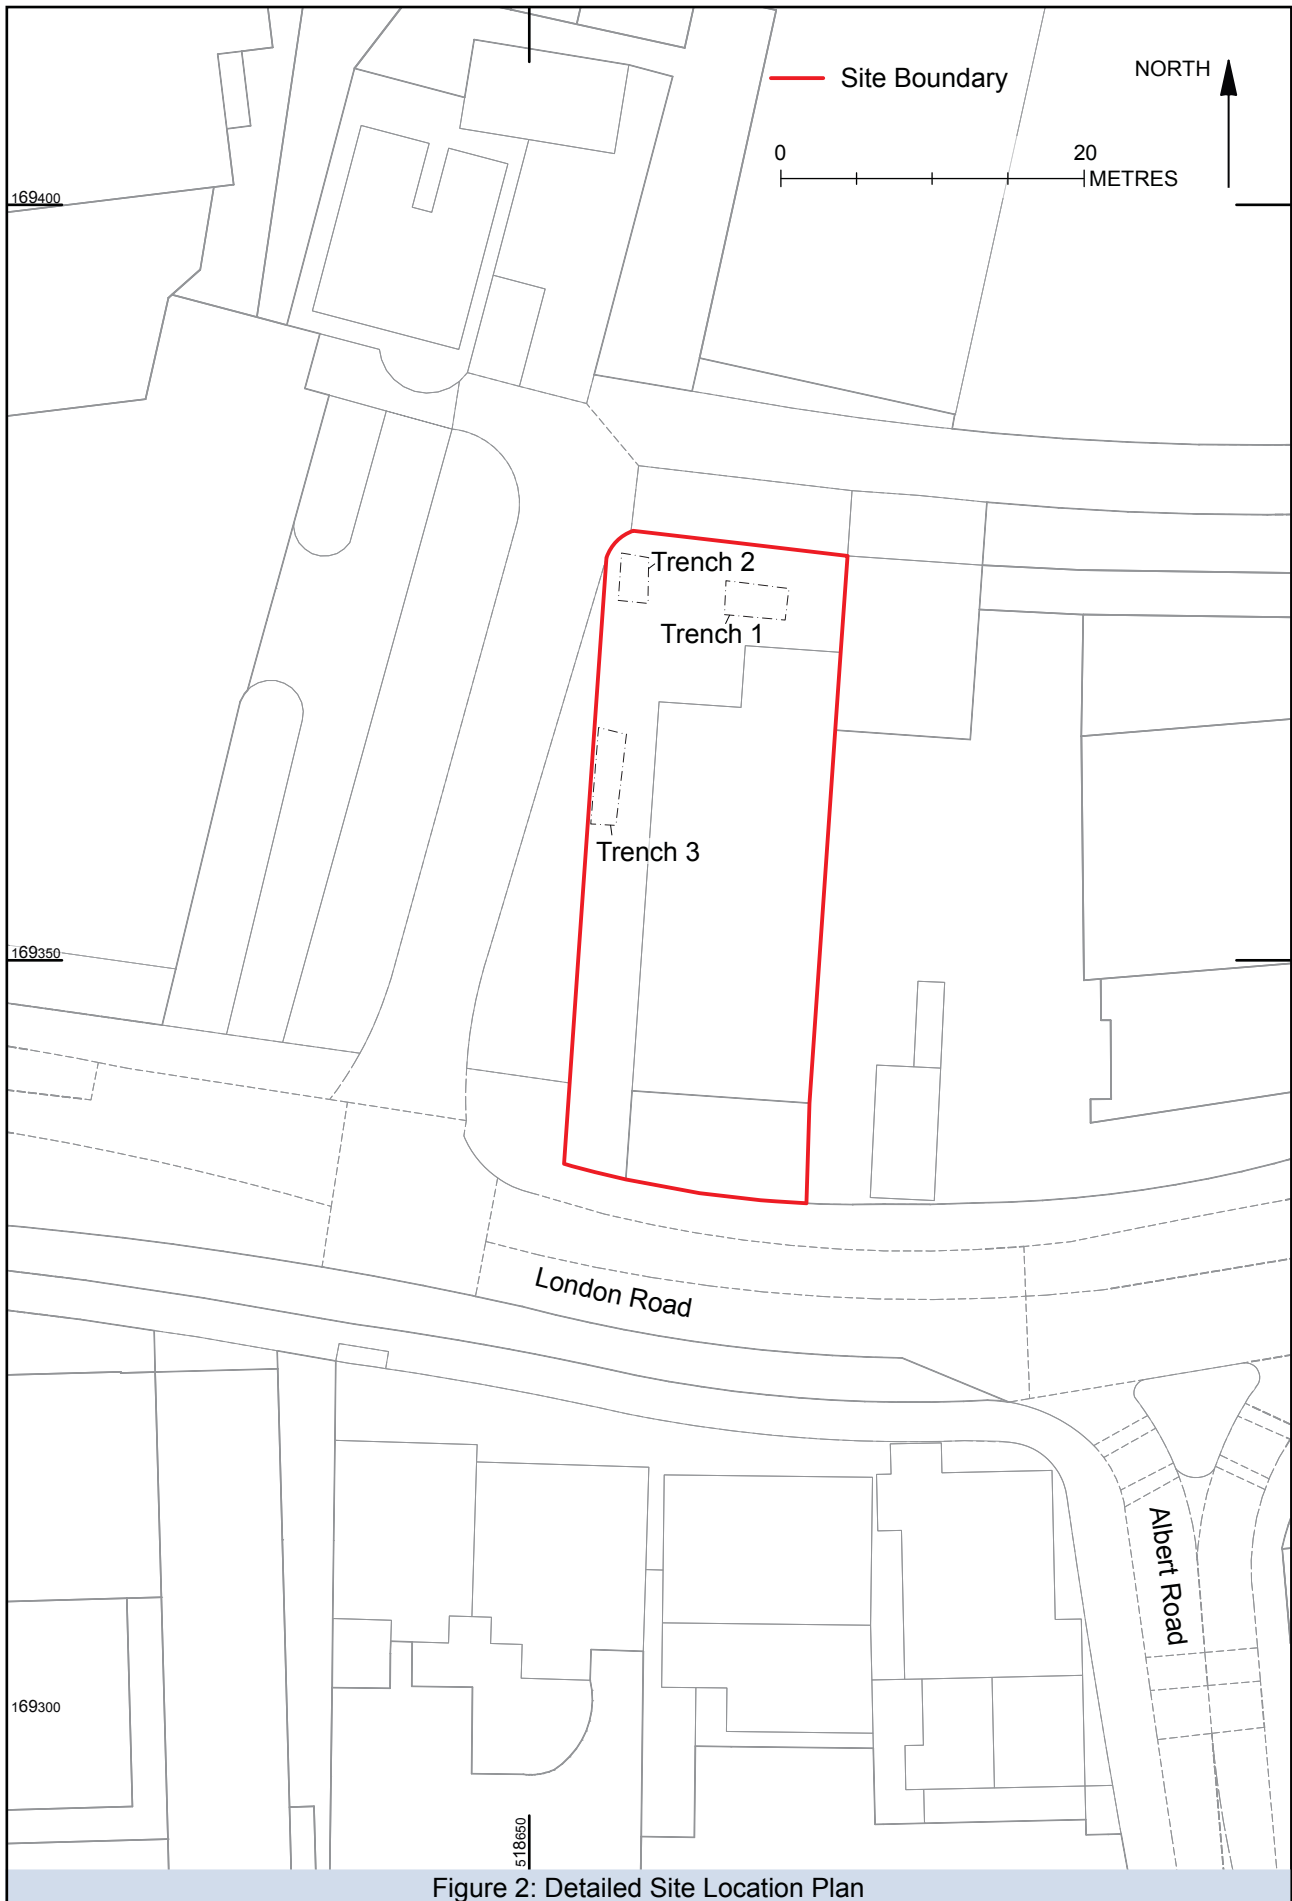 Site Boundary
NORTH
0 20
METRES
169400
Trench 2
Trench 1
Trench 3
169350
London Road
Albert Road
169300
518650
Figure 2: Detailed Site Location Plan